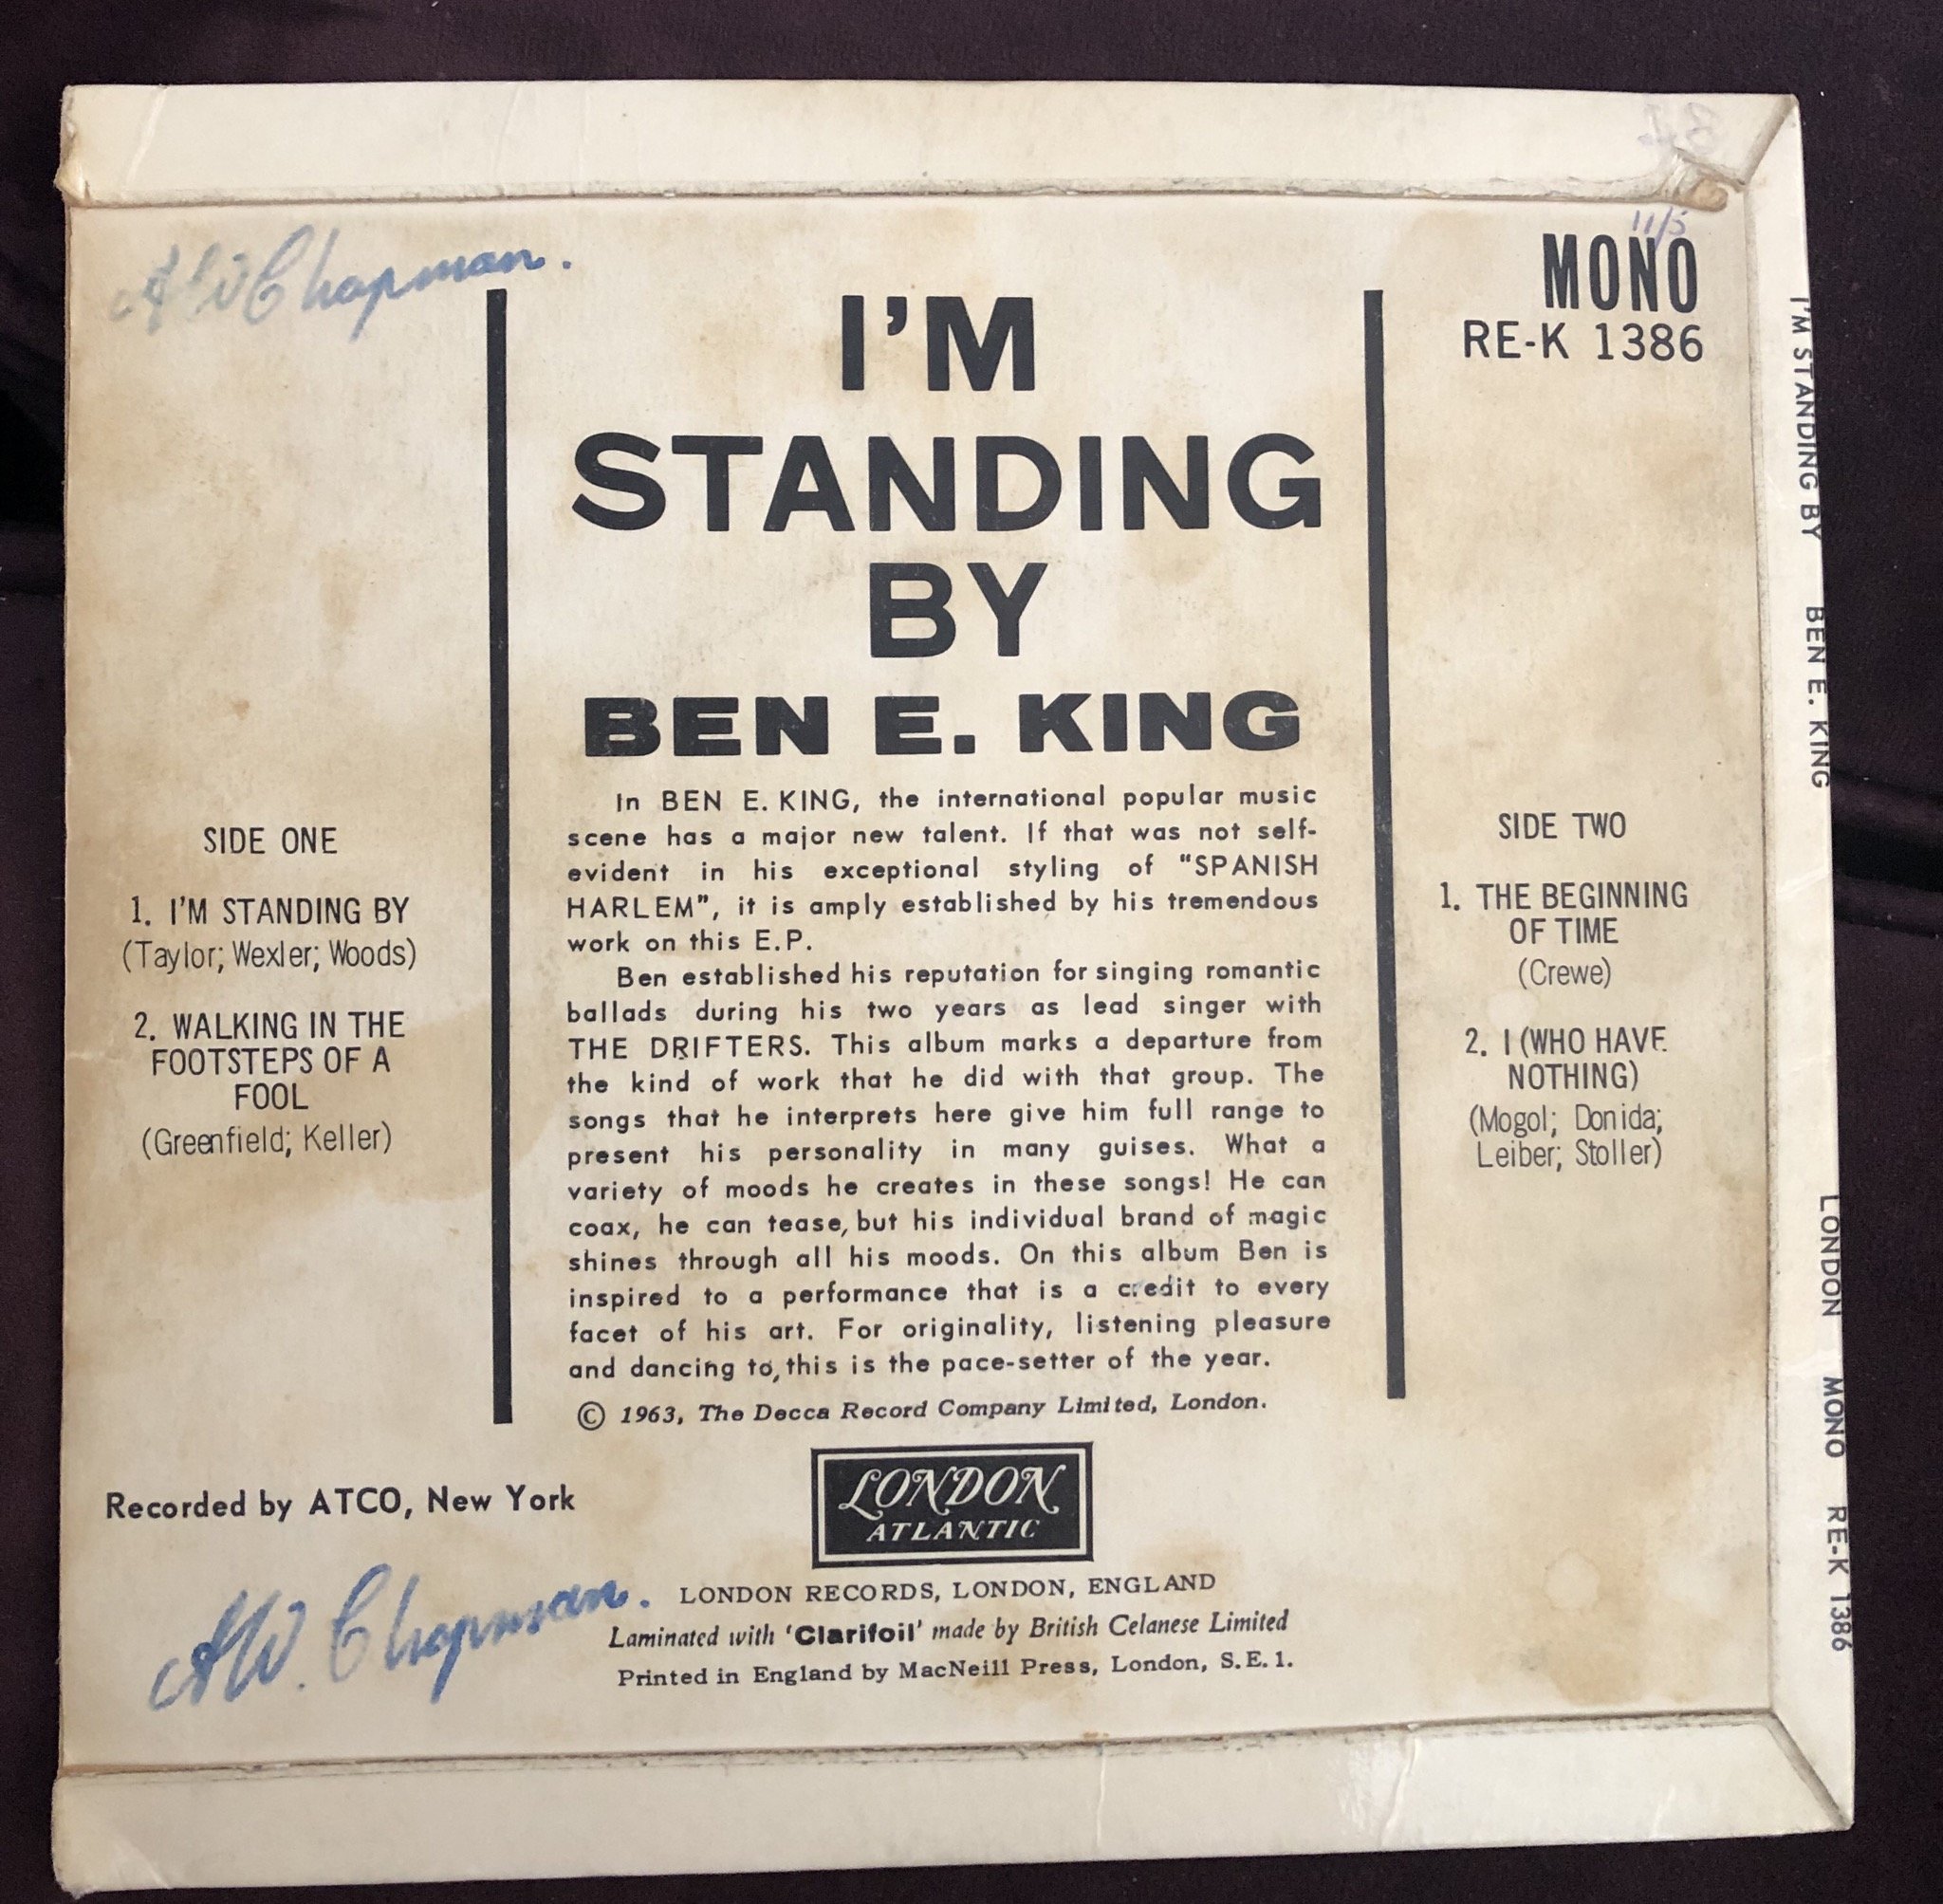 AW Chapman.
11/5
MONO
RE-K 1386
I'M
STANDING
BY
BEN E. KING
In BEN E. KING, the international popular music
scene has a major new talent. If that was not self-
evident in his exceptional styling of "SPANISH
HARLEM", it is amply established by his tremendous
work on this E.P.
Ben established his reputation for singing romantic
ballads during his two years as lead singer with
THE DRIFTERS. This album marks a departure from
the kind of work that he did with that group. The
songs that he interprets here give him full range to
present his personality in many guises. What a
variety of moods he creates in these songs! He can
coax, he can tease, but his individual brand of magic
shines through all his moods. On this album Ben is
inspired to a performance that is a credit to every
facet of his art. For originality, listening pleasure
and dancing to, this is the pace-setter of the year.
© 1963, The Decca Record Company Limited, London.
SIDE ONE
1. I'M STANDING BY
(Taylor; Wexler; Woods)
2. WALKING IN THE
FOOTSTEPS OF A
FOOL
(Greenfield; Keller)
SIDE TWO
1. THE BEGINNING
OF TIME
(Crewe)
2. I (WHO HAVE
NOTHING)
(Mogol; Donida;
Leiber; Stoller)
Recorded by ATCO, New York
LONDON
ATLANTIC
AW. Chapman.
LONDON RECORDS, LONDON, ENGLAND
Laminated with 'Clarifoil' made by British Celanese Limited
Printed in England by MacNeill Press, London, S.E.1.
I'M STANDING BY BEN E. KING LONDON MONO RE-K 1386